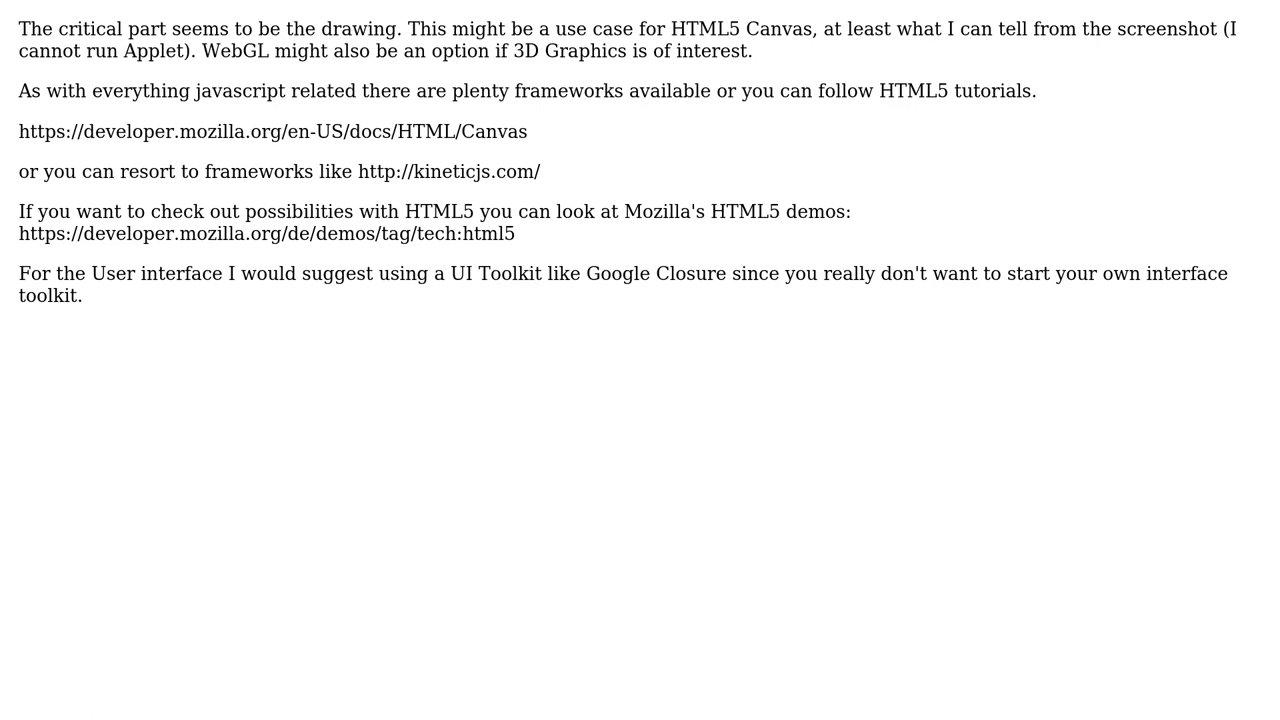 The critical part seems to be the drawing. This might be a use case for HTML5 Canvas, at least what I can tell from the screenshot (I
cannot run Applet). WebGL might also be an option if 3D Graphics is of interest.
As with everything javascript related there are plenty frameworks available or you can follow HTML5 tutorials.
https://developer.mozilla.org/en-US/docs/HTML/Canvas
or you can resort to frameworks like http://kineticjs.com/
If you want to check out possibilities with HTML5 you can look at Mozilla's HTML5 demos:
https://developer.mozilla.org/de/demos/tag/tech:html5
For the User interface I would suggest using a UI Toolkit like Google Closure since you really don't want to start your own interface
toolkit.